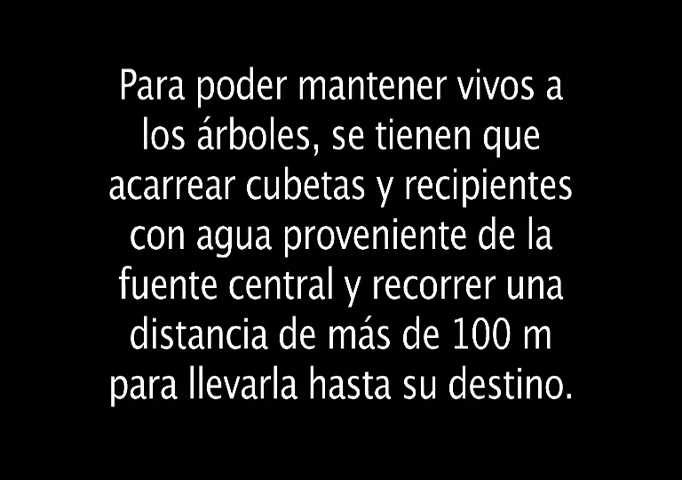 Para poder mantener vivos a
los árboles, se tienen que
acarrear cubetas y recipientes
con agua proveniente de la
fuente central y recorrer una
distancia de más de 100 m
para llevarla hasta su destino.